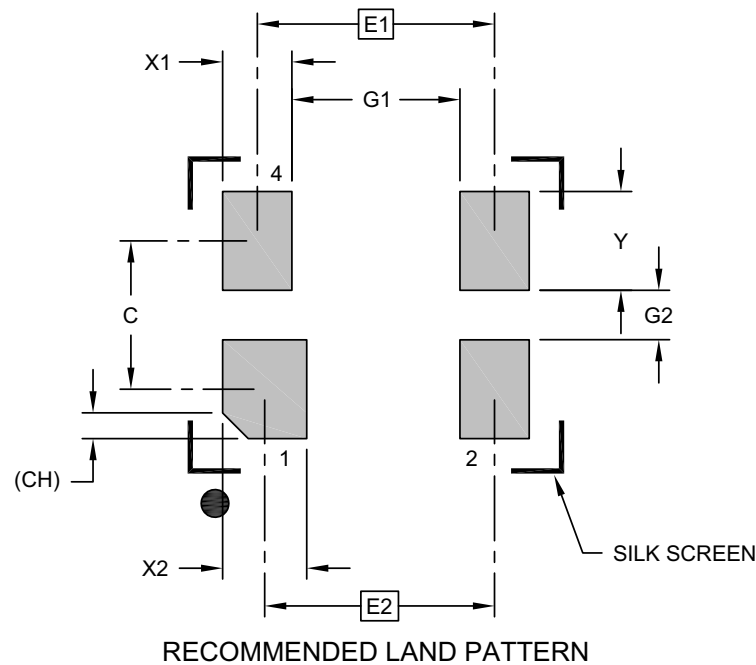 E1
X1
G1
4
Y
C
G2
(CH)
1
2
X2
SILK SCREEN
E2
RECOMMENDED LAND PATTERN